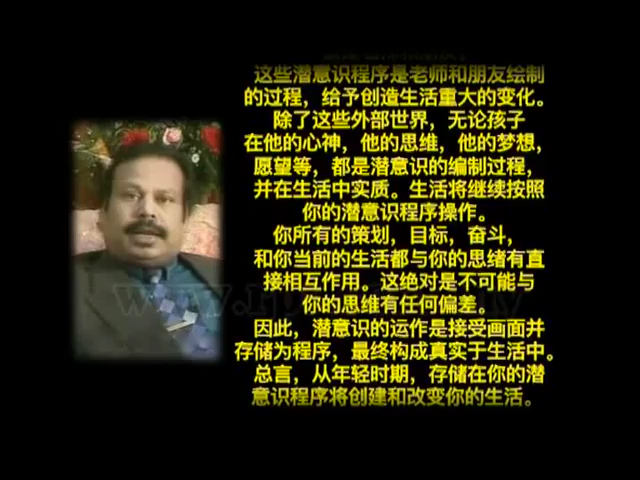 这些潜意识程序是老师和朋友绘制
的过程，给予创造生活重大的变化。
除了这些外部世界，无论孩子
在他的心神，他的思维，他的梦想，
愿望等，都是潜意识的编制过程，
并在生活中实质。生活将继续按照
你的潜意识程序操作。
你所有的策划，目标，奋斗，
和你当前的生活都与你的思绪有直
接相互作用。这绝对是不可能与
你的思维有任何偏差。
因此，潜意识的运作是接受画面并
存储为程序，最终构成真实于生活中。
总言，从年轻时期，存储在你的潜
意识程序将创建和改变你的生活。